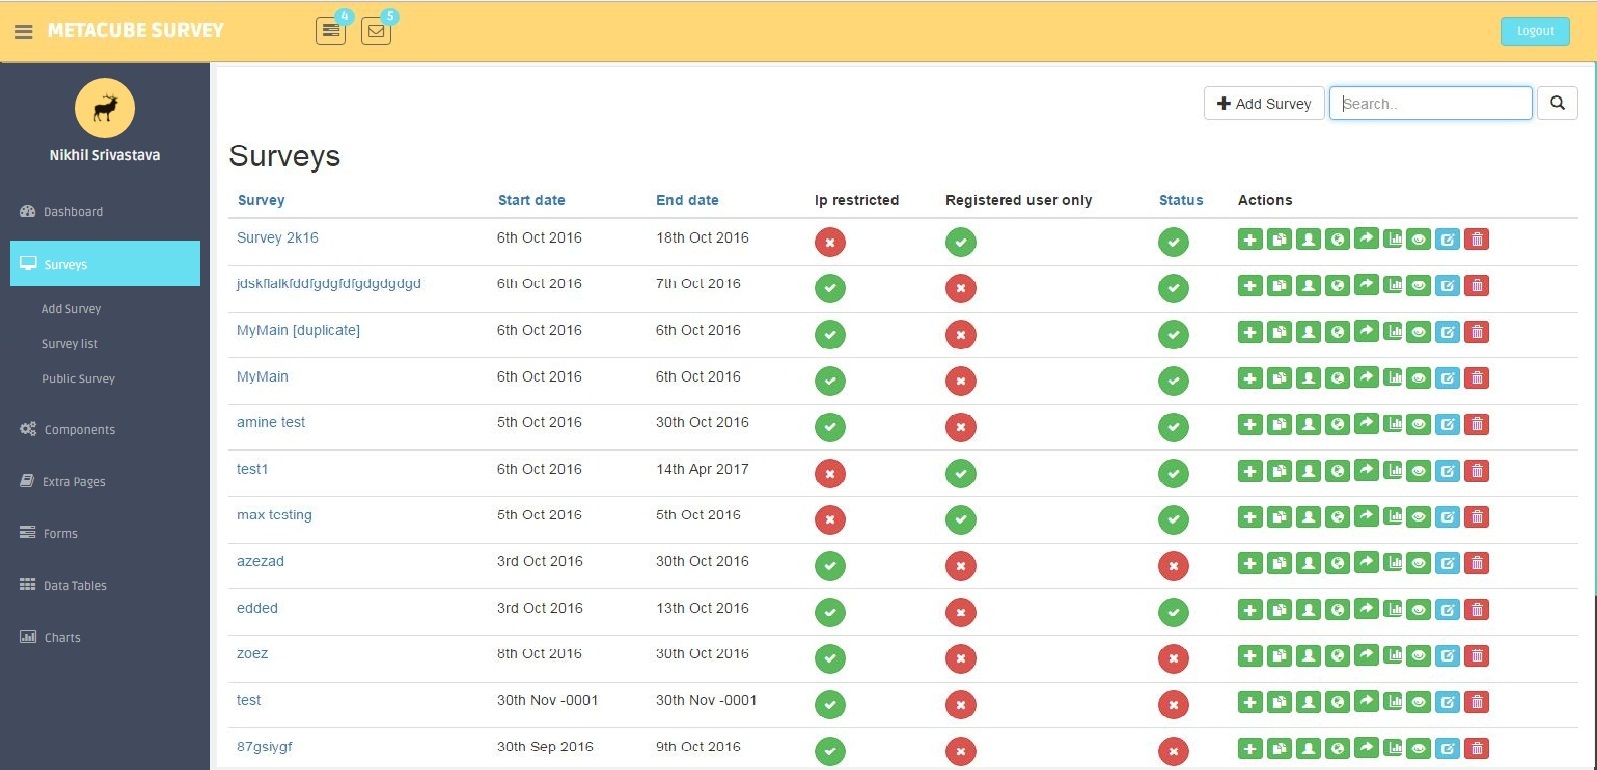 METACUBE SURVEY 4 5 Logout
Nikhil Srivastava
Dashboard
Surveys
Add Survey
Survey list
Public Survey
Components
Extra Pages
Forms
Data Tables
Charts
Add Survey Search..
Surveys
Survey Start date End date Ip restricted Registered user only Status Actions
Survey 2k16 6th Oct 2016 18th Oct 2016
6th Oct 2016 7th Oct 2016
MyMain [duplicate] 6th Oct 2016 6th Oct 2016
MyMain 6th Oct 2016 6th Oct 2016
amine test 5th Oct 2016 30th Oct 2016
test1 6th Oct 2016 14th Apr 2017
max testing 5th Oct 2016 5th Oct 2016
azezad 3rd Oct 2016 30th Oct 2016
edded 3rd Oct 2016 13th Oct 2016
zoez 8th Oct 2016 30th Oct 2016
test 30th Nov -0001 30th Nov -0001
87gsiygf 30th Sep 2016 9th Oct 2016